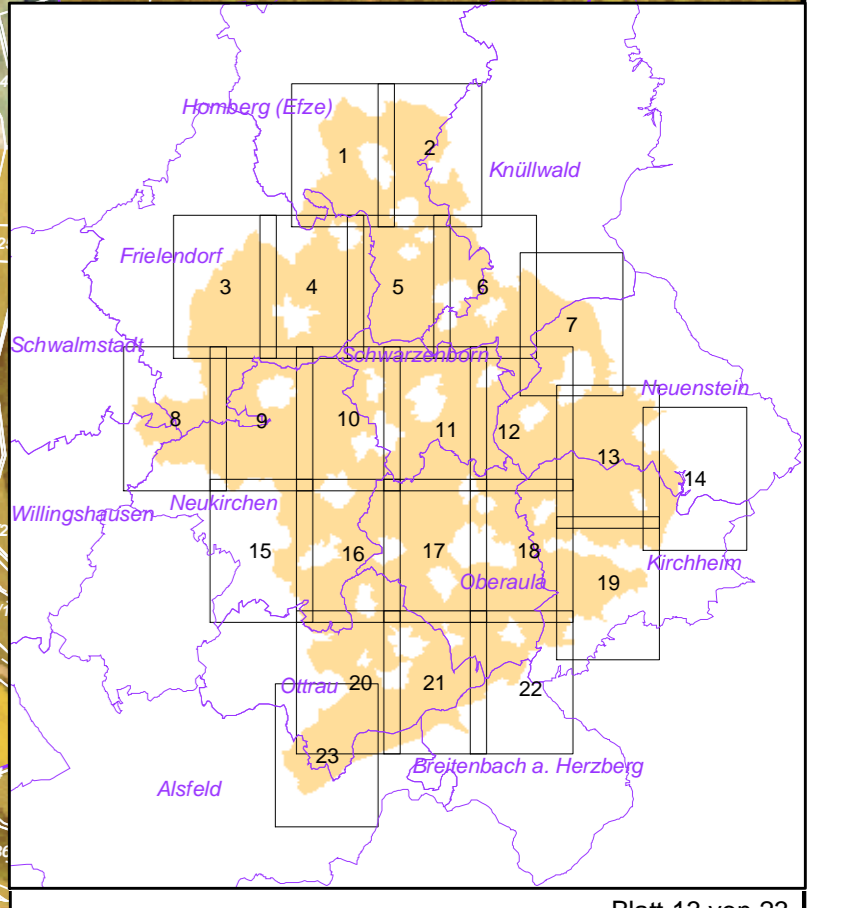 Homberg (Efze)
1
2
Knüllwald
Frielendorf
3
4
5
6
7
Schwalmstadt
Schwarzenborn
Neuenstein
8
9
10
11
12
13
14
Willingshausen
Neukirchen
15
16
17
18
Kirchheim
Oberaula
19
Ottrau
20
21
22
23
Breitenbach a. Herzberg
Alsfeld